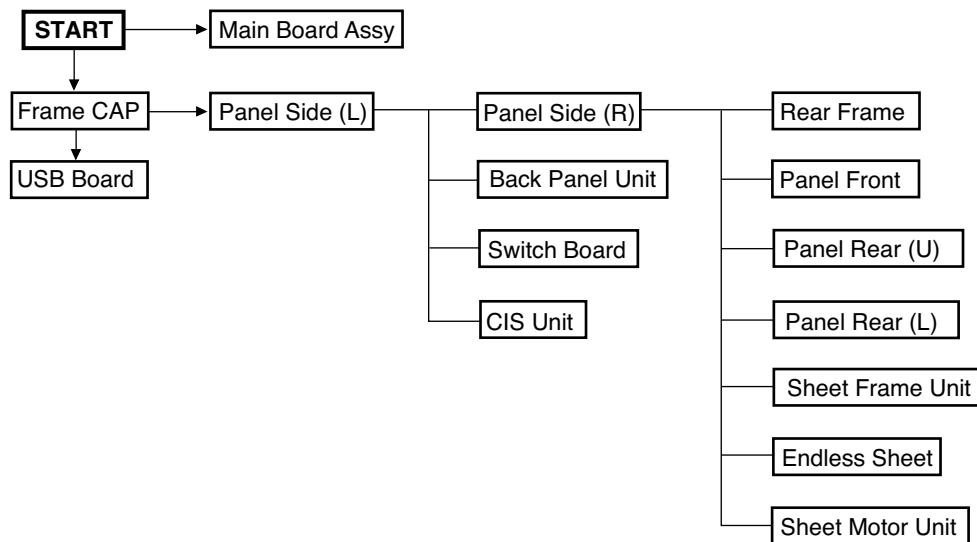 START
Main Board Assy
Frame CAP
Panel Side (L)
Panel Side (R)
Rear Frame
USB Board
Back Panel Unit
Panel Front
Switch Board
Panel Rear (U)
CIS Unit
Panel Rear (L)
Sheet Frame Unit
Endless Sheet
Sheet Motor Unit